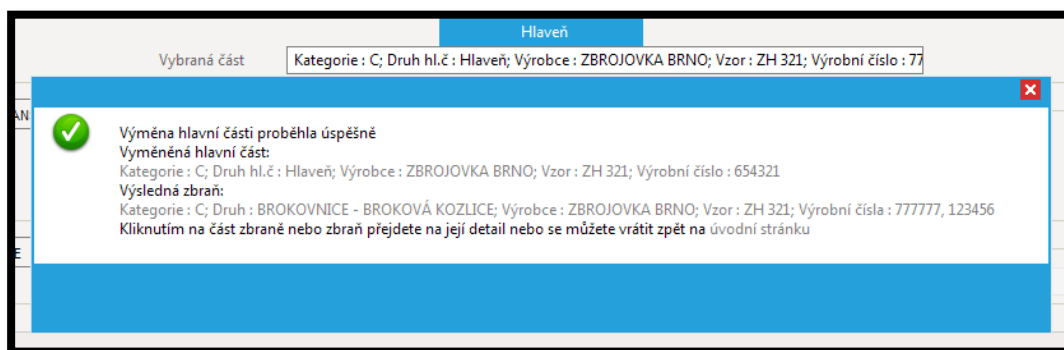 Hlaveň
Vybraná část
Kategorie : C; Druh hl.č : Hlaveň; Výrobce : ZBROJOVKA BRNO; Vzor : ZH 321; Výrobní číslo : 77
AN
Výměna hlavní části proběhla úspěšně
Vyměněná hlavní část:
Kategorie : C; Druh hl.č : Hlaveň; Výrobce : ZBROJOVKA BRNO; Vzor : ZH 321; Výrobní číslo : 654321
Výsledná zbraň:
Kategorie : C; Druh : BROKOVNICE - BROKOVÁ KOZLICE; Výrobce : ZBROJOVKA BRNO; Vzor : ZH 321; Výrobní čísla : 777777, 123456
Kliknutím na část zbraně nebo zbraň přejdete na její detail nebo se můžete vrátit zpět na úvodní stránku
E